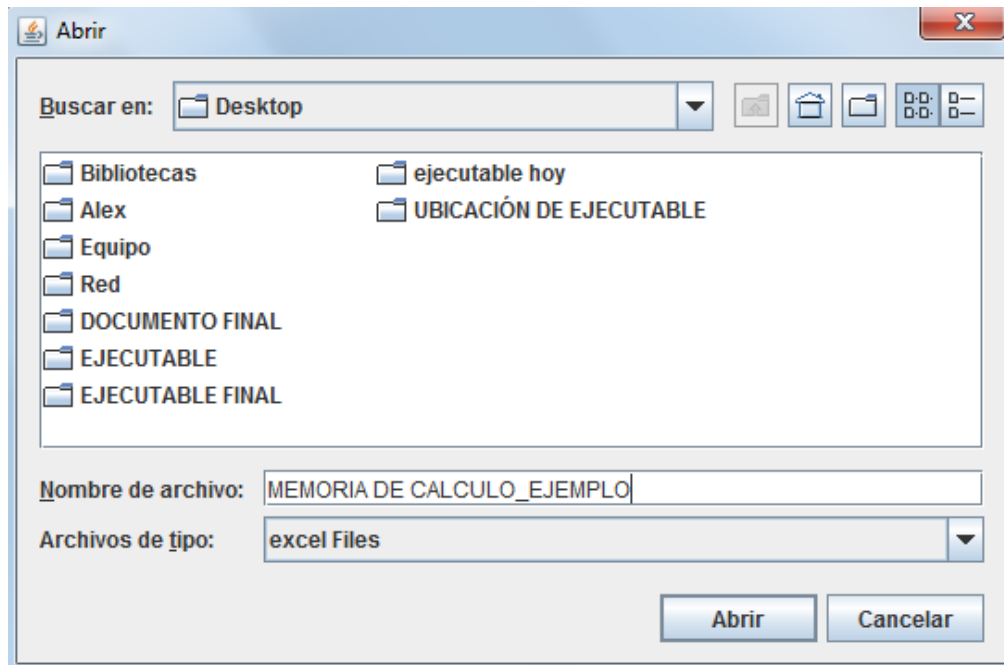 Abrir
Buscar en: Desktop
Bibliotecas
Alex
Equipo
Red
DOCUMENTO FINAL
EJECUTABLE
EJECUTABLE FINAL
ejecutable hoy
UBICACIÓN DE EJECUTABLE
Nombre de archivo: MEMORIA DE CALCULO_EJEMPLO
Archivos de tipo: excel Files
Abrir Cancelar